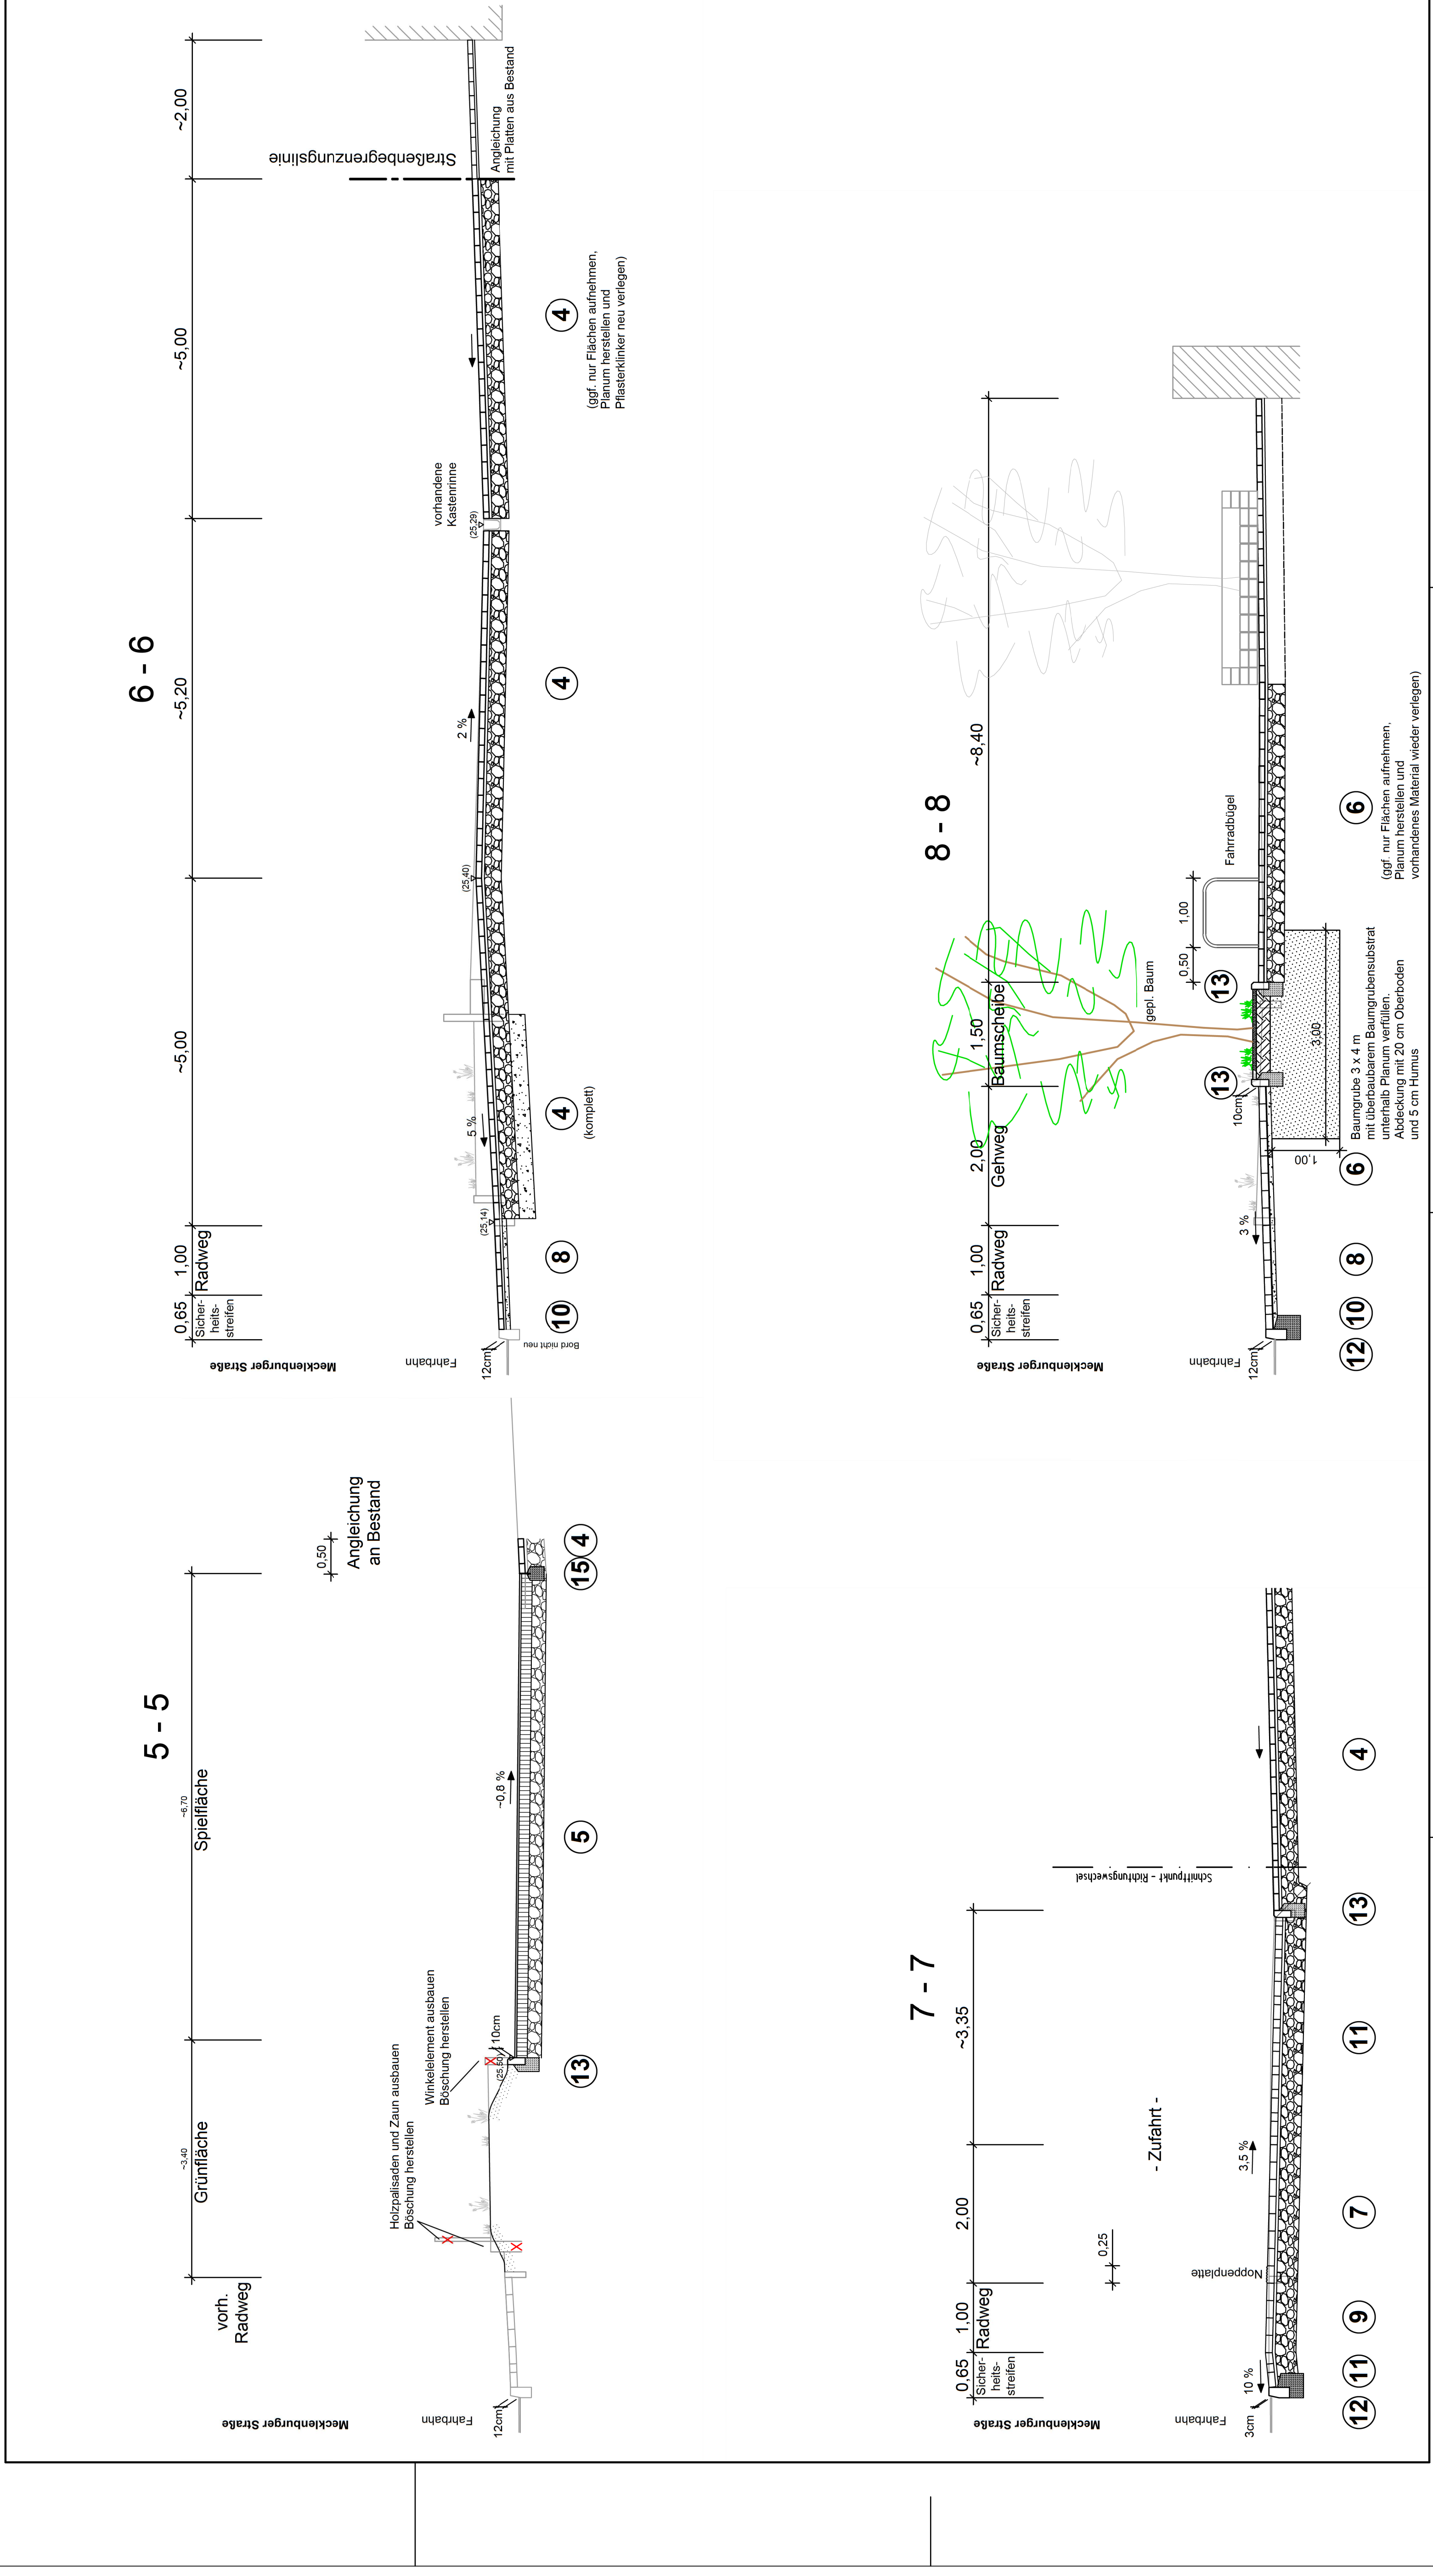 5 - 5
vorh.
Radweg
~3,40
Grünfläche
~6,70
Spielfläche
0,50
Angleichung
an Bestand
Holzpalisaden und Zaun ausbauen
Böschung herstellen
Winkelelement ausbauen
Böschung herstellen
Mecklenburger Straße
Fahrbahn
12cm
(25,50)
10cm
~0,8 %
13
5
15
4
6 - 6
0,65
Sicher-
heits-
streifen
1,00
Radweg
~5,00
~5,20
~5,00
~2,00
Straßenbegrenzungslinie
Angleichung
mit Platten aus Bestand
vorhandene
Kastenrinne
(25,14)
5 %
(25,40)
2 %
(25,29)
Mecklenburger Straße
Fahrbahn
12cm
Bord nicht neu
10
8
4
(komplett)
4
4
(ggf. nur Flächen aufnehmen,
Planum herstellen und
Pflasterklinker neu verlegen)
7 - 7
0,65
Sicher-
heits-
streifen
1,00
Radweg
2,00
~3,35
0,25
Noppenplatte
- Zufahrt -
Schnittpunkt - Richtungswechsel
Mecklenburger Straße
Fahrbahn
3cm
10 %
3,5 %
12
11
9
7
11
13
4
8 - 8
0,65
Sicher-
heits-
streifen
1,00
Radweg
2,00
Gehweg
1,50
Baumscheibe
~8,40
gepl. Baum
0,50
1,00
Fahrradbügel
Mecklenburger Straße
Fahrbahn
12cm
3 %
10cm
13
13
1,00
3,00
12
10
8
6
Baumgrube 3 x 4 m
mit überbaubarem Baumgrubensubstrat
unterhalb Planum verfüllen.
Abdeckung mit 20 cm Oberboden
und 5 cm Humus
6
(ggf. nur Flächen aufnehmen,
Planum herstellen und
vorhandenes Material wieder verlegen)